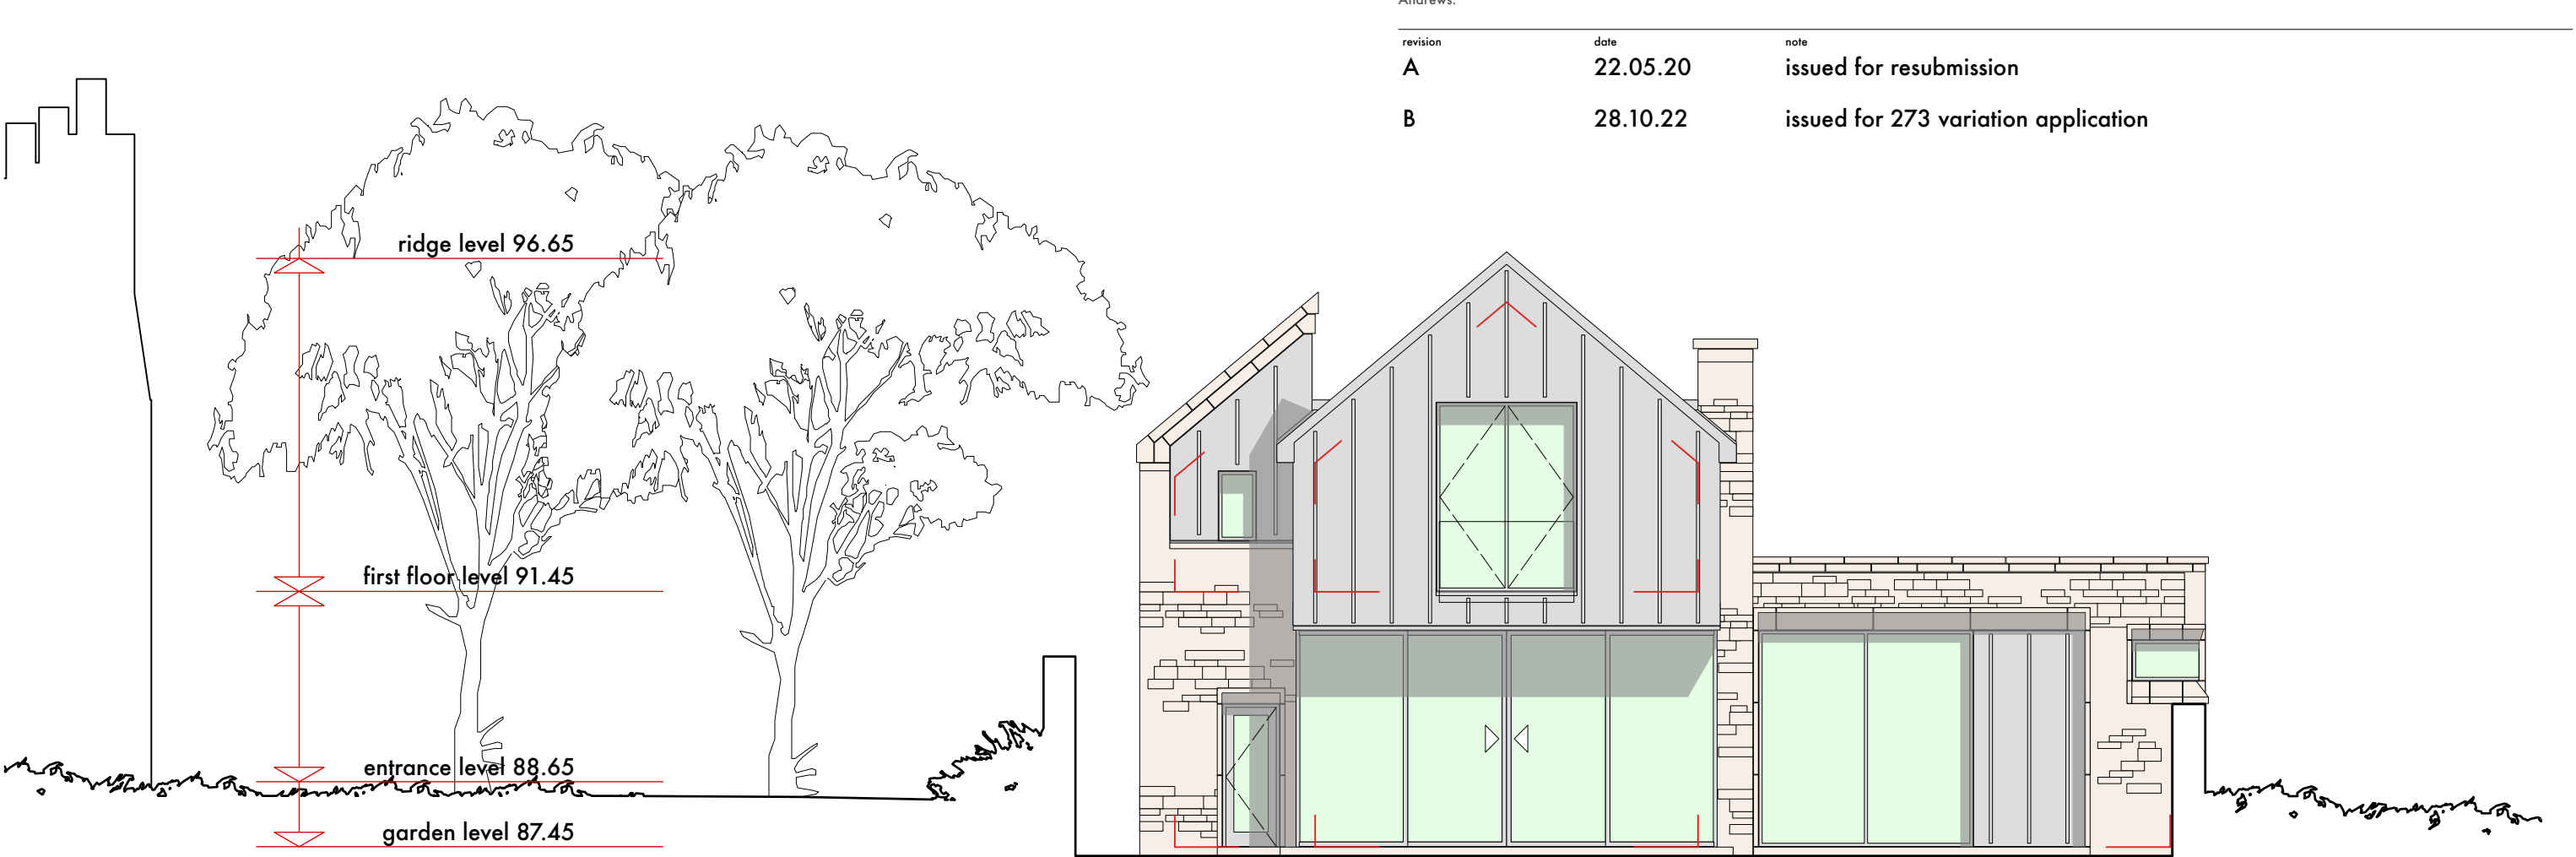 Andrews.
revision date note
A 22.05.20 issued for resubmission
B 28.10.22 issued for 273 variation application
ridge level 96.65
first floor level 91.45
entrance level 88.65
garden level 87.45